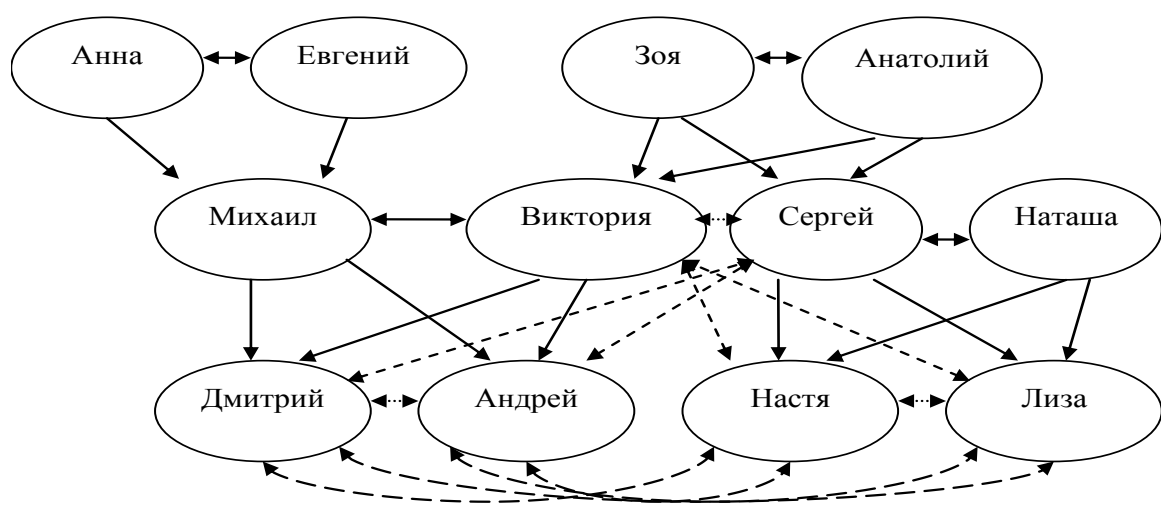 Анна
Евгений
Зоя
Анатолий
Михаил
Виктория
Сергей
Наташа
Дмитрий
Андрей
Настя
Лиза